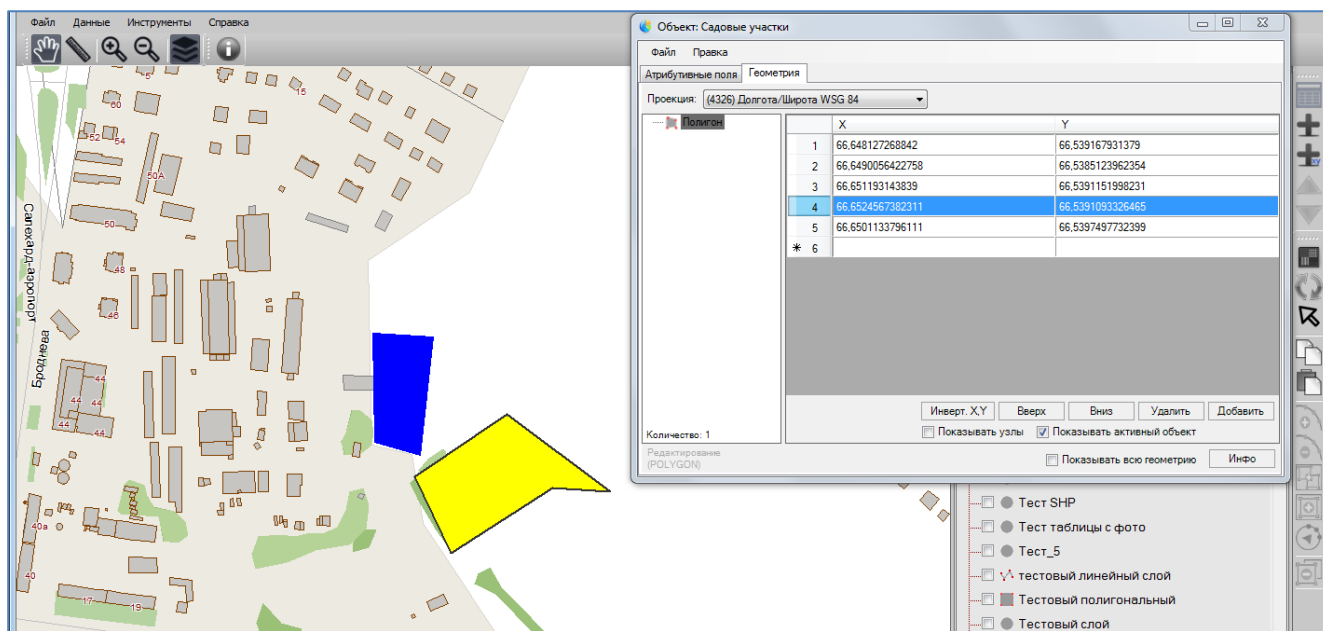 Файл Данные Инструменты Справка
Объект: Садовые участки
Файл Правка
Атрибутивные поля Геометрия
Проекция: (4326) Долгота/Широта WSG 84
Полигон
X Y
1 66,648127268842 66,539167931379
2 66,6490056422758 66,5385123962354
3 66,651193143839 66,5391151998231
4 66,6524567382311 66,5391093326465
5 66,6501133796111 66,5397497732399
* 6
Инверт. X,Y Вверх Вниз Удалить Добавить
Показывать узлы Показывать активный объект
Количество: 1
Редактирование
(POLYGON)
Показывать всю геометрию Инфо
5
15
60
52 54
50A
50
48
46
Салехард-аэропорт
Броднева
44
44 44
44 44
40а
40
17 19
Тест SHP
Тест таблицы с фото
Тест_5
тестовый линейный слой
Тестовый полигональный
Тестовый слой